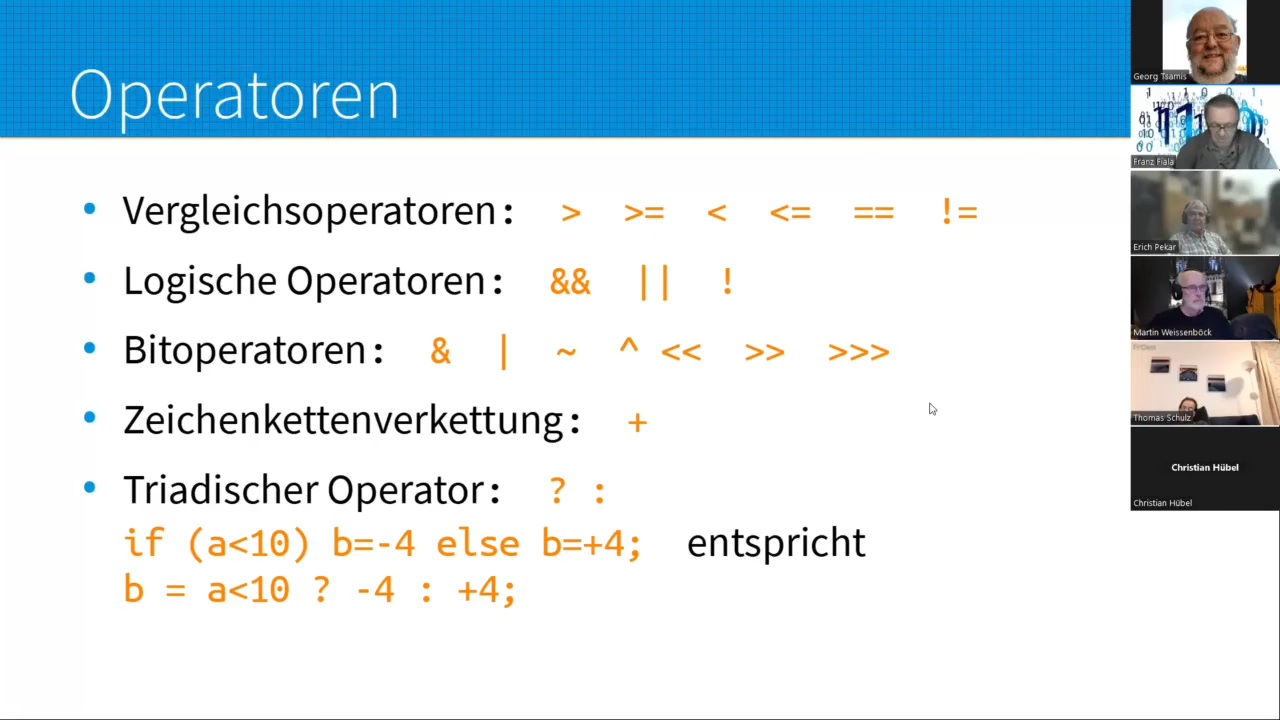 Operatoren
• Vergleichsoperatoren: > >= < <= == !=
• Logische Operatoren: && || !
• Bitoperatoren: & | ~ ^ << >> >>>
• Zeichenkettenverkettung: +
• Triadischer Operator: ? :
if (a<10) b=-4 else b=+4; entspricht
b = a<10 ? -4 : +4;
Georg Tsamis
Franz Fiala
Erich Pekar
Martin Weissenböck
Thomas Schulz
Christian Hübel
Christian Hübel